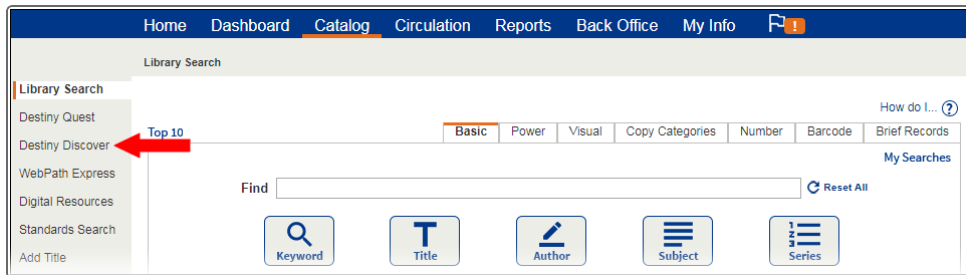 Home Dashboard Catalog Circulation Reports Back Office My Info !
Library Search
Library Search
Destiny Quest
Destiny Discover
WebPath Express
Digital Resources
Standards Search
Add Title
How do I... ?
Top 10 Basic Power Visual Copy Categories Number Barcode Brief Records
My Searches
Find Reset All
Keyword Title Author Subject Series